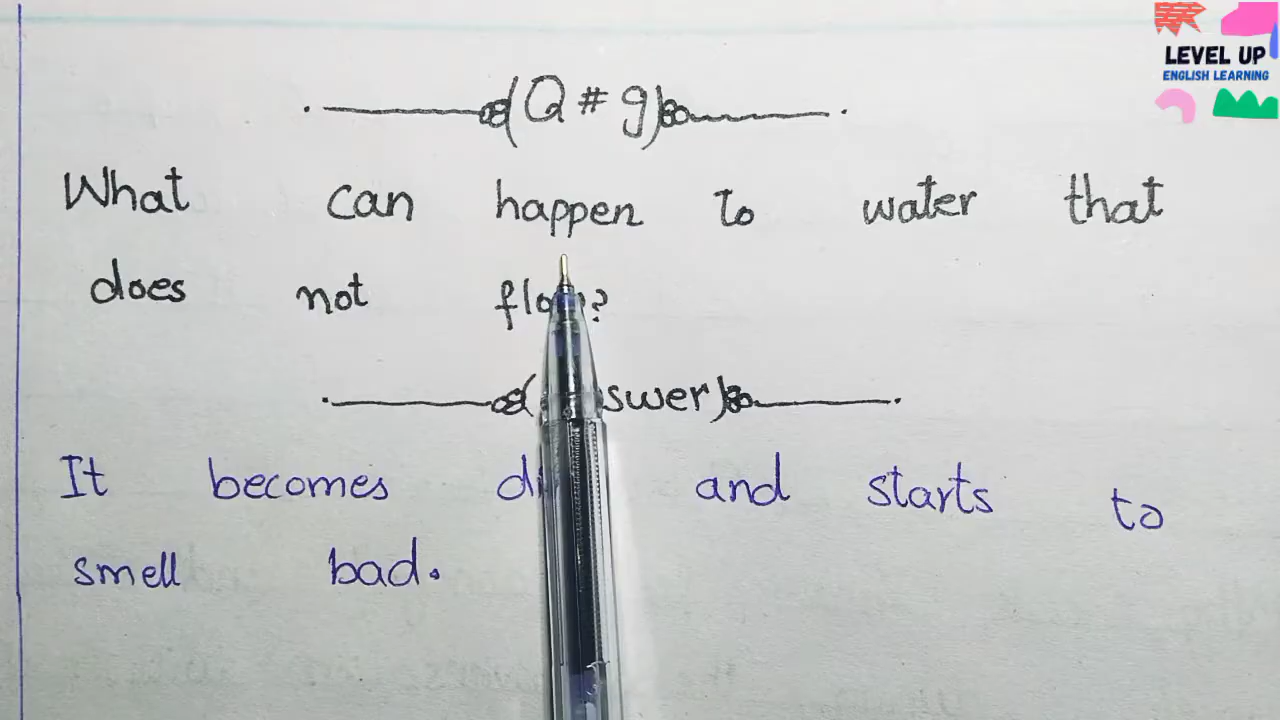 LEVEL UP
ENGLISH LEARNING
(Q # 9)
What can happen to water that
does not flow?
It becomes and starts to
smell bad.